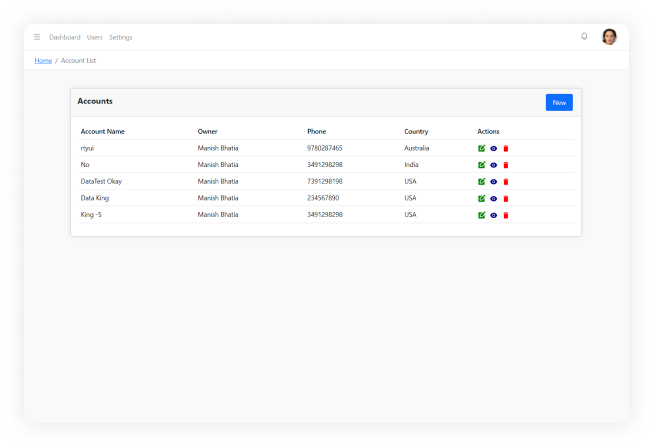 Dashboard Users Settings
Home / Account List
Accounts
New
Account Name Owner Phone Country Actions
rtyui Manish Bhatia 9780287465 Australia
No Manish Bhatia 3491298298 India
DataTest Okay Manish Bhatia 7391298198 USA
Data King Manish Bhatia 234567890 USA
King -5 Manish Bhatia 3491298298 USA